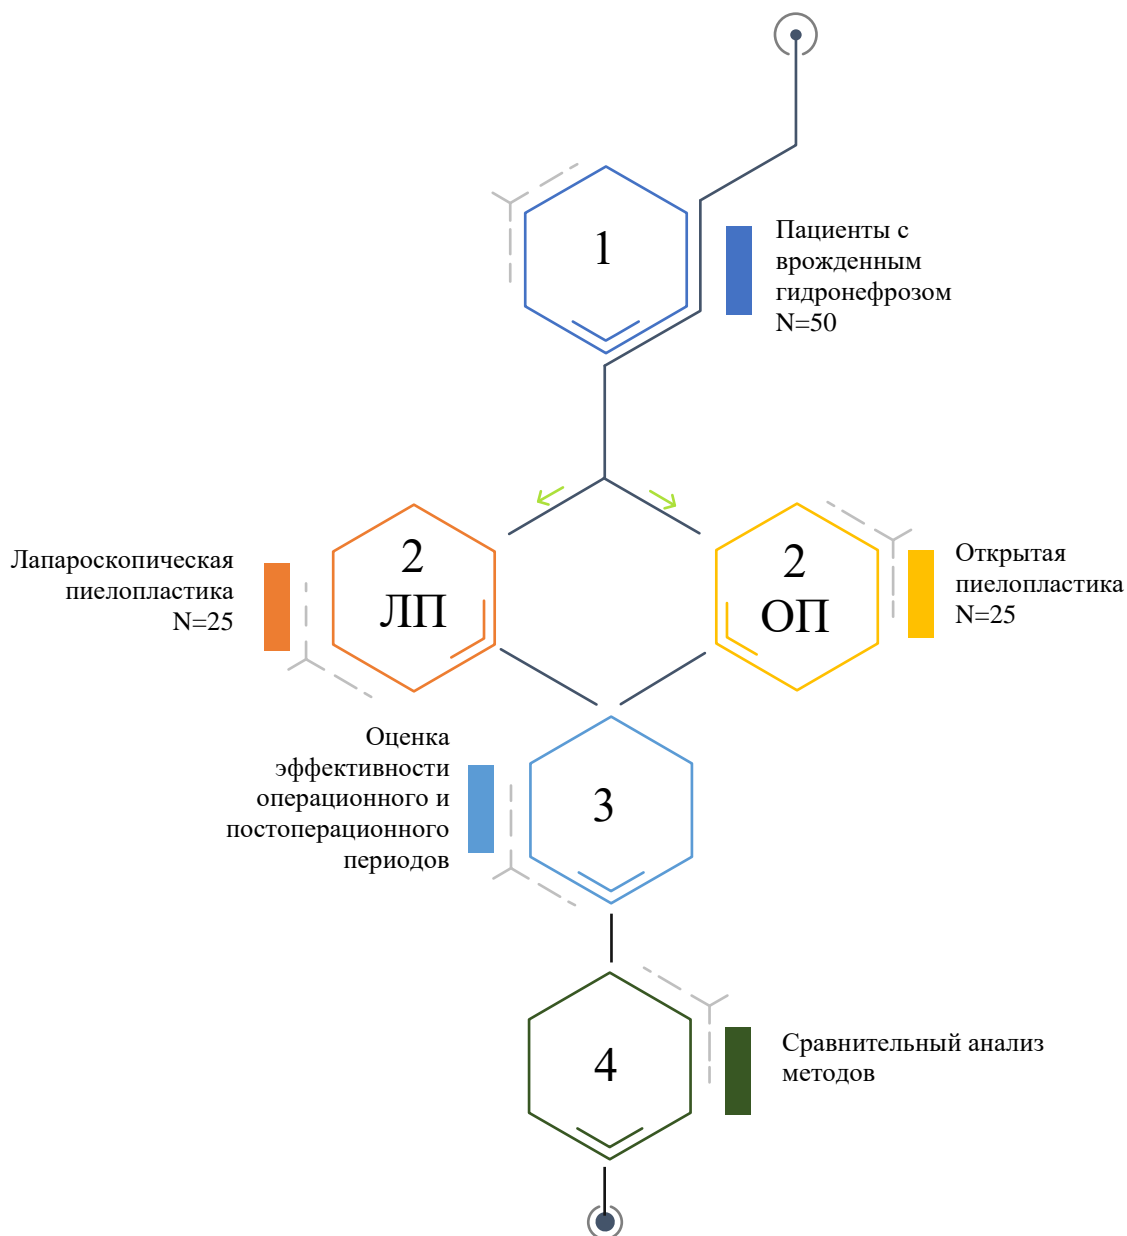 1
Пациенты с
врожденным
гидронефрозом
N=50
Лапароскопическая
пиелопластика
N=25
2
ЛП
2
ОП
Открытая
пиелопластика
N=25
Оценка
эффективности
операционного и
постоперационного
периодов
3
4
Сравнительный анализ
методов